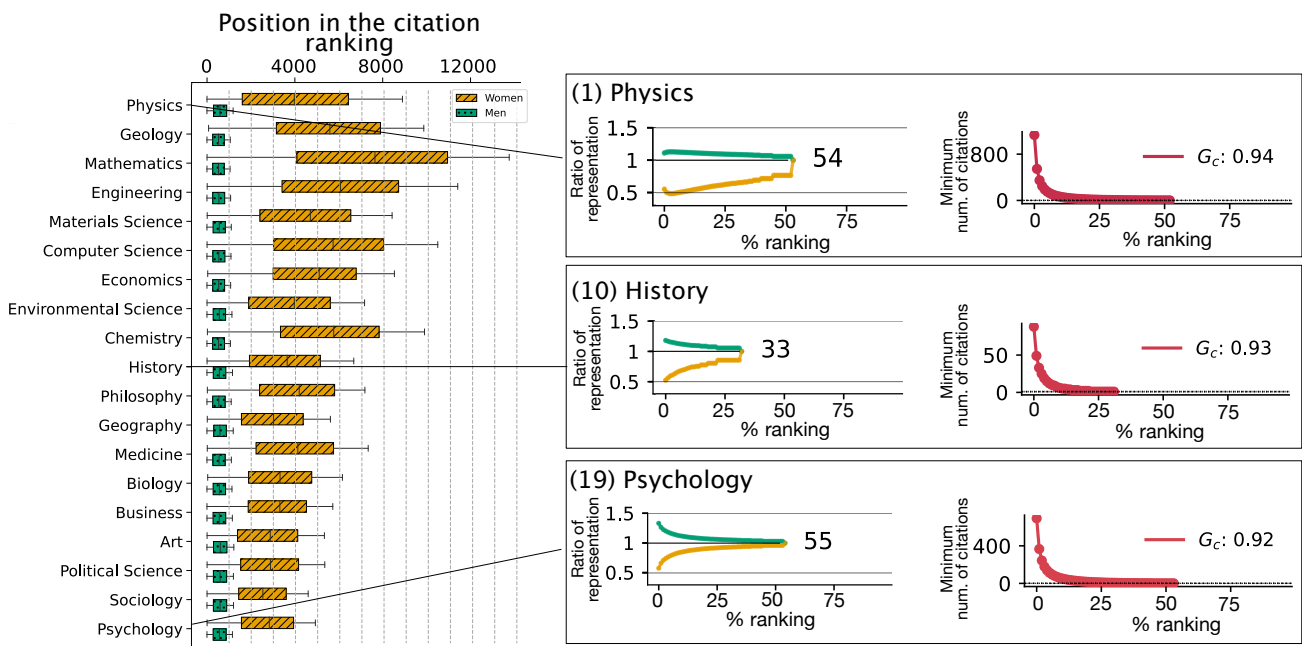 Position in the citation
ranking
0 4000 8000 12000
Women
Men
Physics
Geology
Mathematics
Engineering
Materials Science
Computer Science
Economics
Environmental Science
Chemistry
History
Philosophy
Geography
Medicine
Biology
Business
Art
Political Science
Sociology
Psychology
(1) Physics
Ratio of
representation
1.5
1
0.5
54
0 25 50 75
% ranking
Minimum
num. of citations
800
0
Gc: 0.94
0 25 50 75
% ranking
(10) History
Ratio of
representation
1.5
1
0.5
33
0 25 50 75
% ranking
Minimum
num. of citations
50
0
Gc: 0.93
0 25 50 75
% ranking
(19) Psychology
Ratio of
representation
1.5
1
0.5
55
0 25 50 75
% ranking
Minimum
num. of citations
400
0
Gc: 0.92
0 25 50 75
% ranking